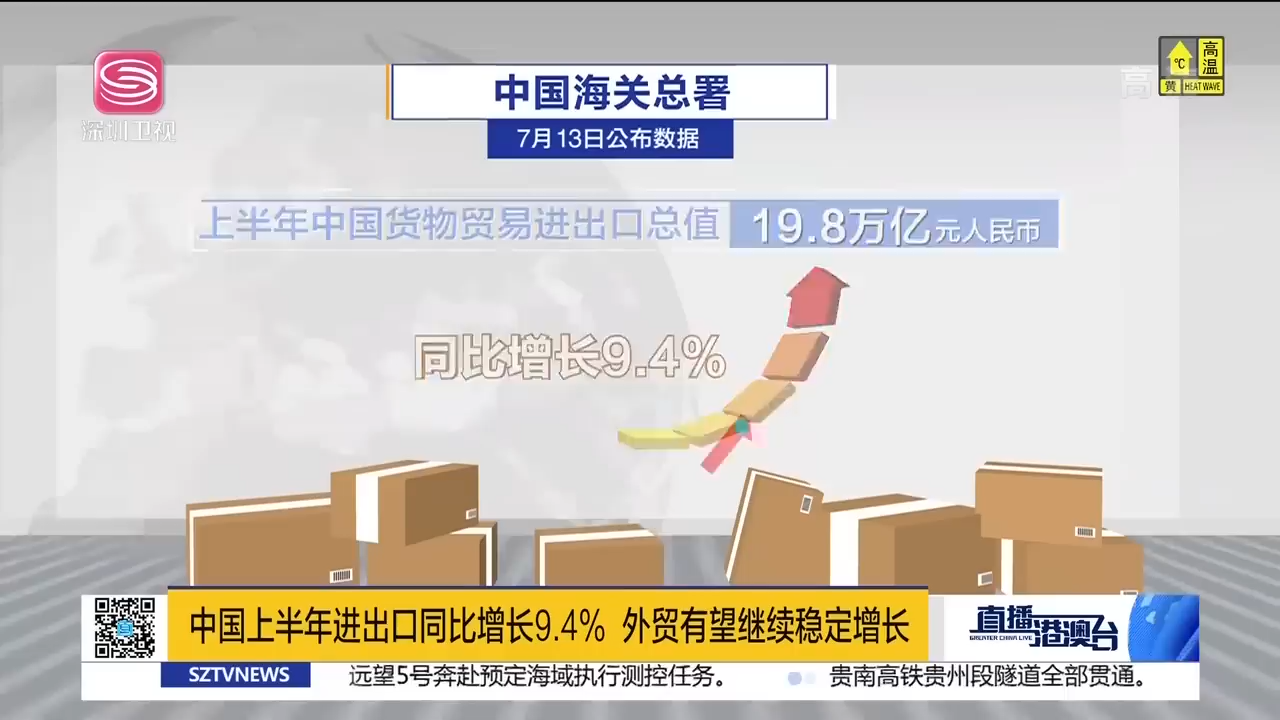 中国海关总署
7月13日公布数据
深圳卫视
高
高温
℃
黄 HEAT WAVE
上半年中国货物贸易进出口总值 19.8万亿元人民币
同比增长9.4%
中国上半年进出口同比增长9.4% 外贸有望继续稳定增长
直播港澳台
GREATER CHINA LIVE
SZTVNEWS 远望5号奔赴预定海域执行测控任务。 贵南高铁贵州段隧道全部贯通。